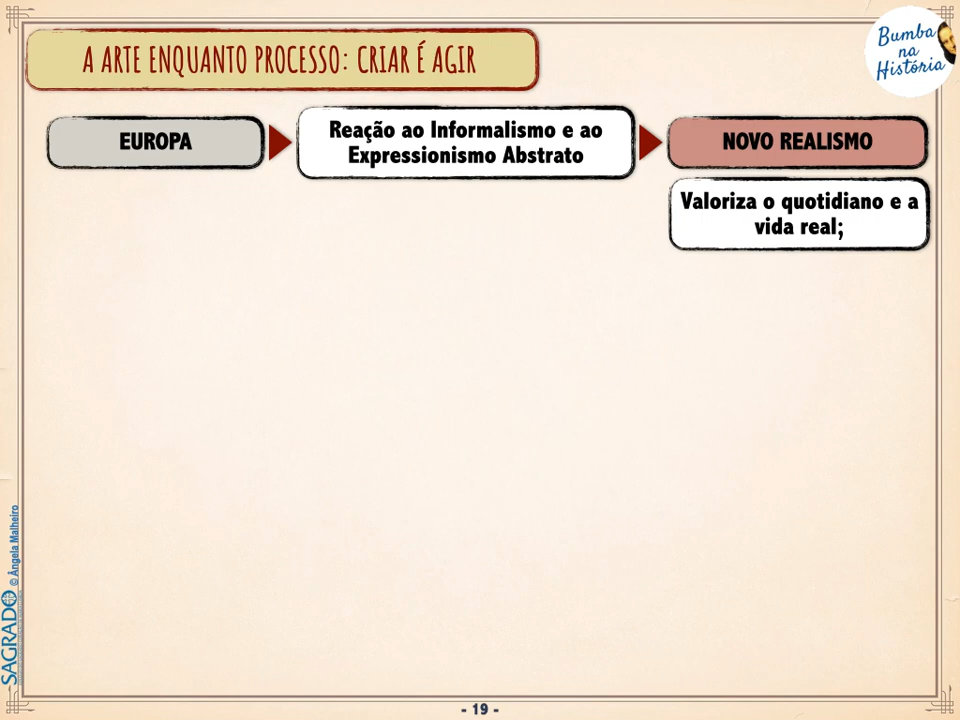 A ARTE ENQUANTO PROCESSO: CRIAR É AGIR
Bumba
na
História
EUROPA
Reação ao Informalismo e ao
Expressionismo Abstrato
NOVO REALISMO
Valoriza o quotidiano e a
vida real;
SAGRADO
© Ângela Malheiro
- 19 -